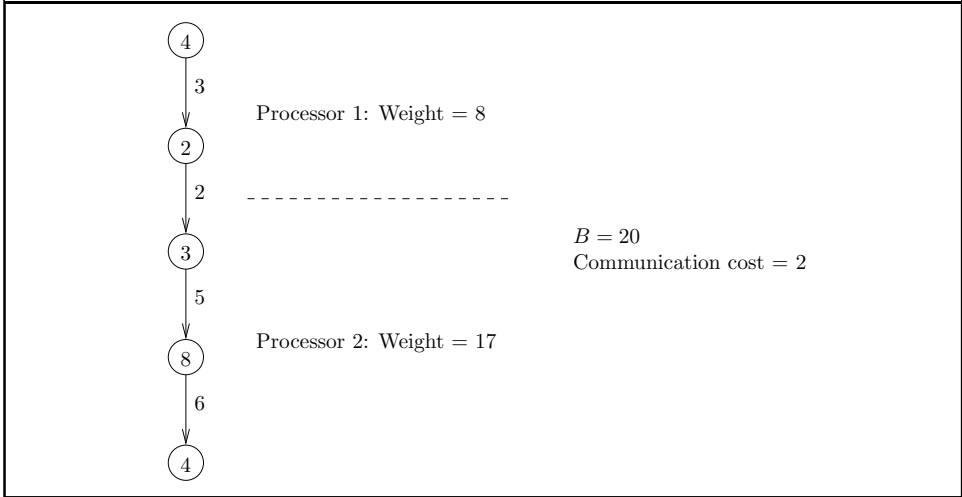 4
3
Processor 1: Weight = 8
2
2
B = 20
3
Communication cost = 2
5
Processor 2: Weight = 17
8
6
4